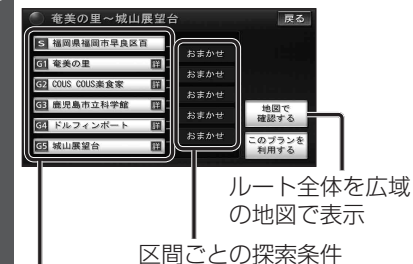 奄美の里～城山展望台
戻る
S 福岡県福岡市早良区百
おまかせ
G1 奄美の里 詳
おまかせ
G2 COUS COUS素食家 詳
おまかせ
G3 鹿児島市立科学館 詳
おまかせ
G4 ドルフィンポート 詳
おまかせ
G5 城山展望台 詳
地図で
確認する
このプランを
利用する
ルート全体を広域
の地図で表示
区間ごとの探索条件